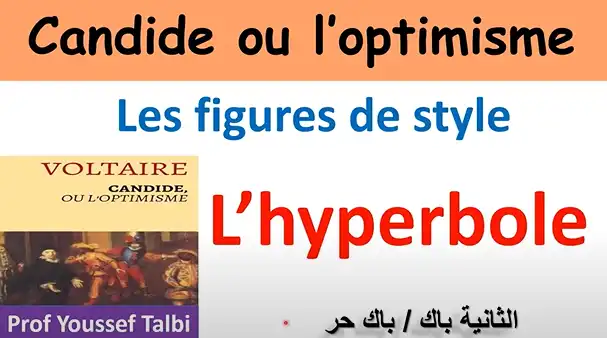 Candide ou l'optimisme
Les figures de style
VOLTAIRE
CANDIDE,
OU L'OPTIMISME
L'hyperbole
الثانية باك / باك حر
Prof Youssef Talbi